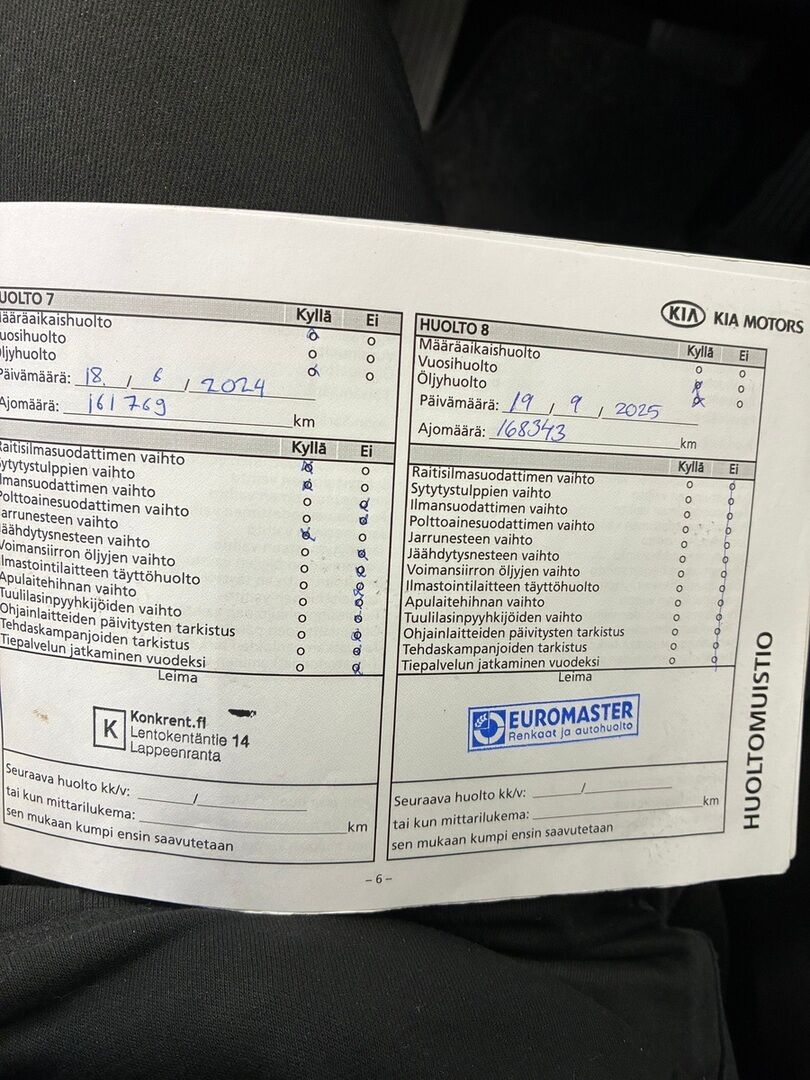 UOLTO 7
Kyllä Ei
ääräaikaishuolto
uosihuolto
ljyhuolto
Päivämäärä: 18. / 6 / 2024
Ajomäärä: 161769 km
Kyllä Ei
Raitisilmasuodattimen vaihto
Sytytystulppien vaihto
lmansuodattimen vaihto
Polttoainesuodattimen vaihto
Jarrunesteen vaihto
Jäähdytysnesteen vaihto
Voimansiirron öljyjen vaihto
Ilmastointilaitteen täyttöhuolto
Apulaitehihnan vaihto
Tuulilasinpyyhkijöiden vaihto
Ohjainlaitteiden päivitysten tarkistus
Tehdaskampanjoiden tarkistus
Tiepalvelun jatkaminen vuodeksi
Leima
K Konkrent.fi
Lentokentäntie 14
Lappeenranta
Seuraava huolto kk/v: /
tai kun mittarilukema: km
sen mukaan kumpi ensin saavutetaan
KIA KIA MOTORS
HUOLTO 8
Kyllä Ei
Määräaikaishuolto
Vuosihuolto
Öljyhuolto
Päivämäärä: 19 / 9 / 2025
Ajomäärä: 168343 km
Kyllä Ei
Raitisilmasuodattimen vaihto
Sytytystulppien vaihto
Ilmansuodattimen vaihto
Polttoainesuodattimen vaihto
Jarrunesteen vaihto
Jäähdytysnesteen vaihto
Voimansiirron öljyjen vaihto
Ilmastointilaitteen täyttöhuolto
Apulaitehihnan vaihto
Tuulilasinpyyhkijöiden vaihto
Ohjainlaitteiden päivitysten tarkistus
Tehdaskampanjoiden tarkistus
Tiepalvelun jatkaminen vuodeksi
Leima
EUROMASTER
Renkaat ja autohuolto
Seuraava huolto kk/v: /
tai kun mittarilukema: km
sen mukaan kumpi ensin saavutetaan
HUOLTOMUISTIO
– 6 –